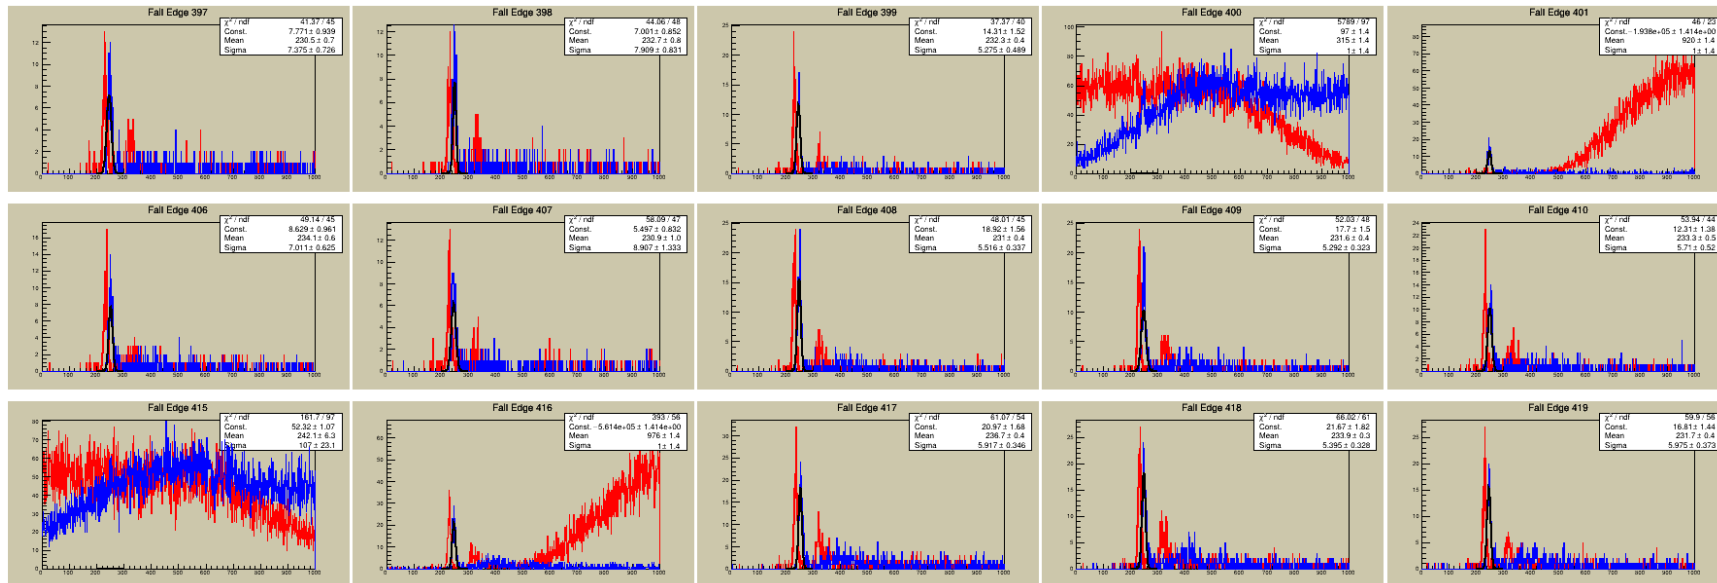 Fall Edge 397
χ² / ndf 41.37 / 45
Const. 7.771± 0.939
Mean 230.5 ± 0.7
Sigma 7.375 ± 0.726
Fall Edge 398
χ² / ndf 44.06 / 48
Const. 7.001± 0.852
Mean 232.7 ± 0.8
Sigma 7.909 ± 0.831
Fall Edge 399
χ² / ndf 37.37 / 40
Const. 14.31± 1.52
Mean 232.3 ± 0.4
Sigma 5.275 ± 0.489
Fall Edge 400
χ² / ndf 5789 / 97
Const. 97 ± 1.4
Mean 315 ± 1.4
Sigma 1± 1.4
Fall Edge 401
χ² / ndf 46 / 23
Const. -1.938e+05 ± 1.414e+00
Mean 920 ± 1.4
Sigma 1± 1.4
Fall Edge 406
χ² / ndf 49.14 / 45
Const. 8.629 ± 0.961
Mean 234.1 ± 0.6
Sigma 7.011 ± 0.625
Fall Edge 407
χ² / ndf 58.09 / 47
Const. 5.497 ± 0.832
Mean 230.9 ± 1.0
Sigma 8.907 ± 1.333
Fall Edge 408
χ² / ndf 48.01 / 45
Const. 18.92 ± 1.56
Mean 231 ± 0.4
Sigma 5.516 ± 0.337
Fall Edge 409
χ² / ndf 52.03 / 48
Const. 17.7 ± 1.5
Mean 231.6 ± 0.4
Sigma 5.292 ± 0.323
Fall Edge 410
χ² / ndf 53.94 / 44
Const. 12.31± 1.38
Mean 233.3 ± 0.5
Sigma 5.71 ± 0.52
Fall Edge 415
χ² / ndf 161.7 / 97
Const. 52.32 ± 1.07
Mean 242.1 ± 6.3
Sigma 107 ± 23.1
Fall Edge 416
χ² / ndf 393 / 56
Const. -5.614e+05 ± 1.414e+00
Mean 976 ± 1.4
Sigma 1± 1.4
Fall Edge 417
χ² / ndf 61.07 / 54
Const. 20.97 ± 1.68
Mean 236.7 ± 0.4
Sigma 5.917 ± 0.346
Fall Edge 418
χ² / ndf 66.02 / 61
Const. 21.67 ± 1.82
Mean 233.9 ± 0.3
Sigma 5.395 ± 0.328
Fall Edge 419
χ² / ndf 59.9 / 56
Const. 16.81± 1.44
Mean 231.7 ± 0.4
Sigma 5.975 ± 0.373